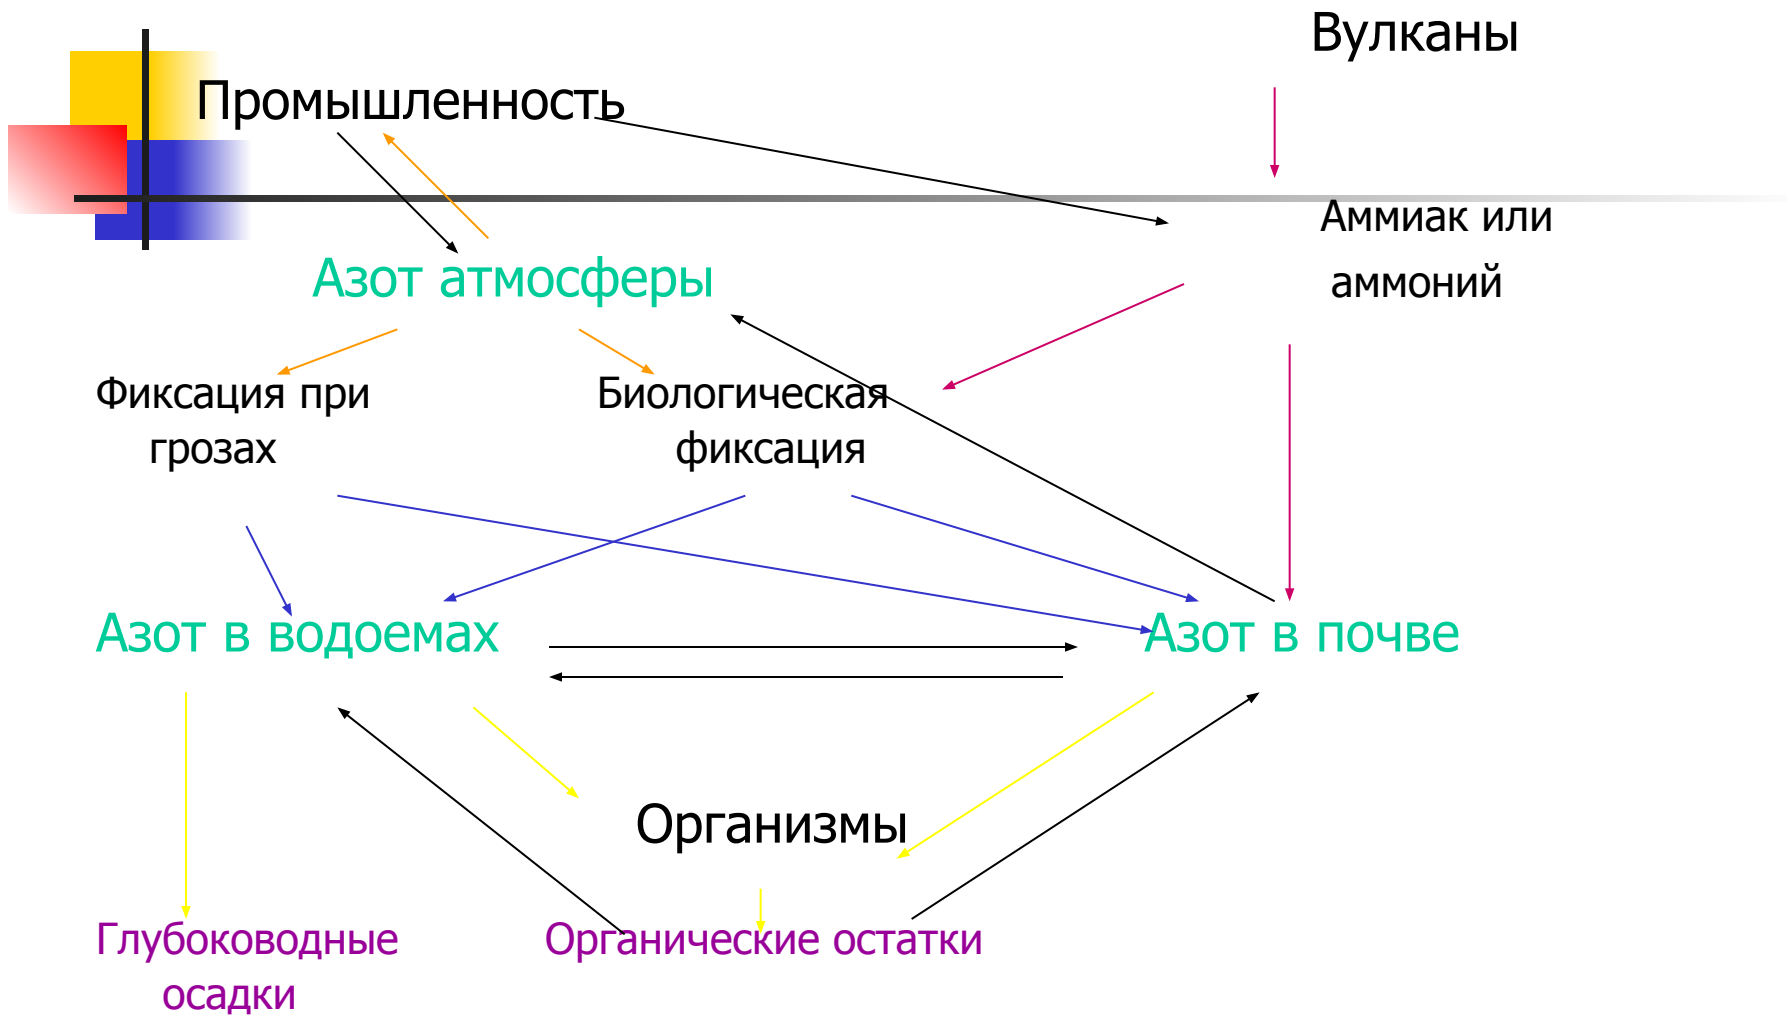 Вулканы
Промышленность
Аммиак или
аммоний
Азот атмосферы
Фиксация при
грозах
Биологическая
фиксация
Азот в водоемах
Азот в почве
Организмы
Глубоководные
осадки
Органические остатки